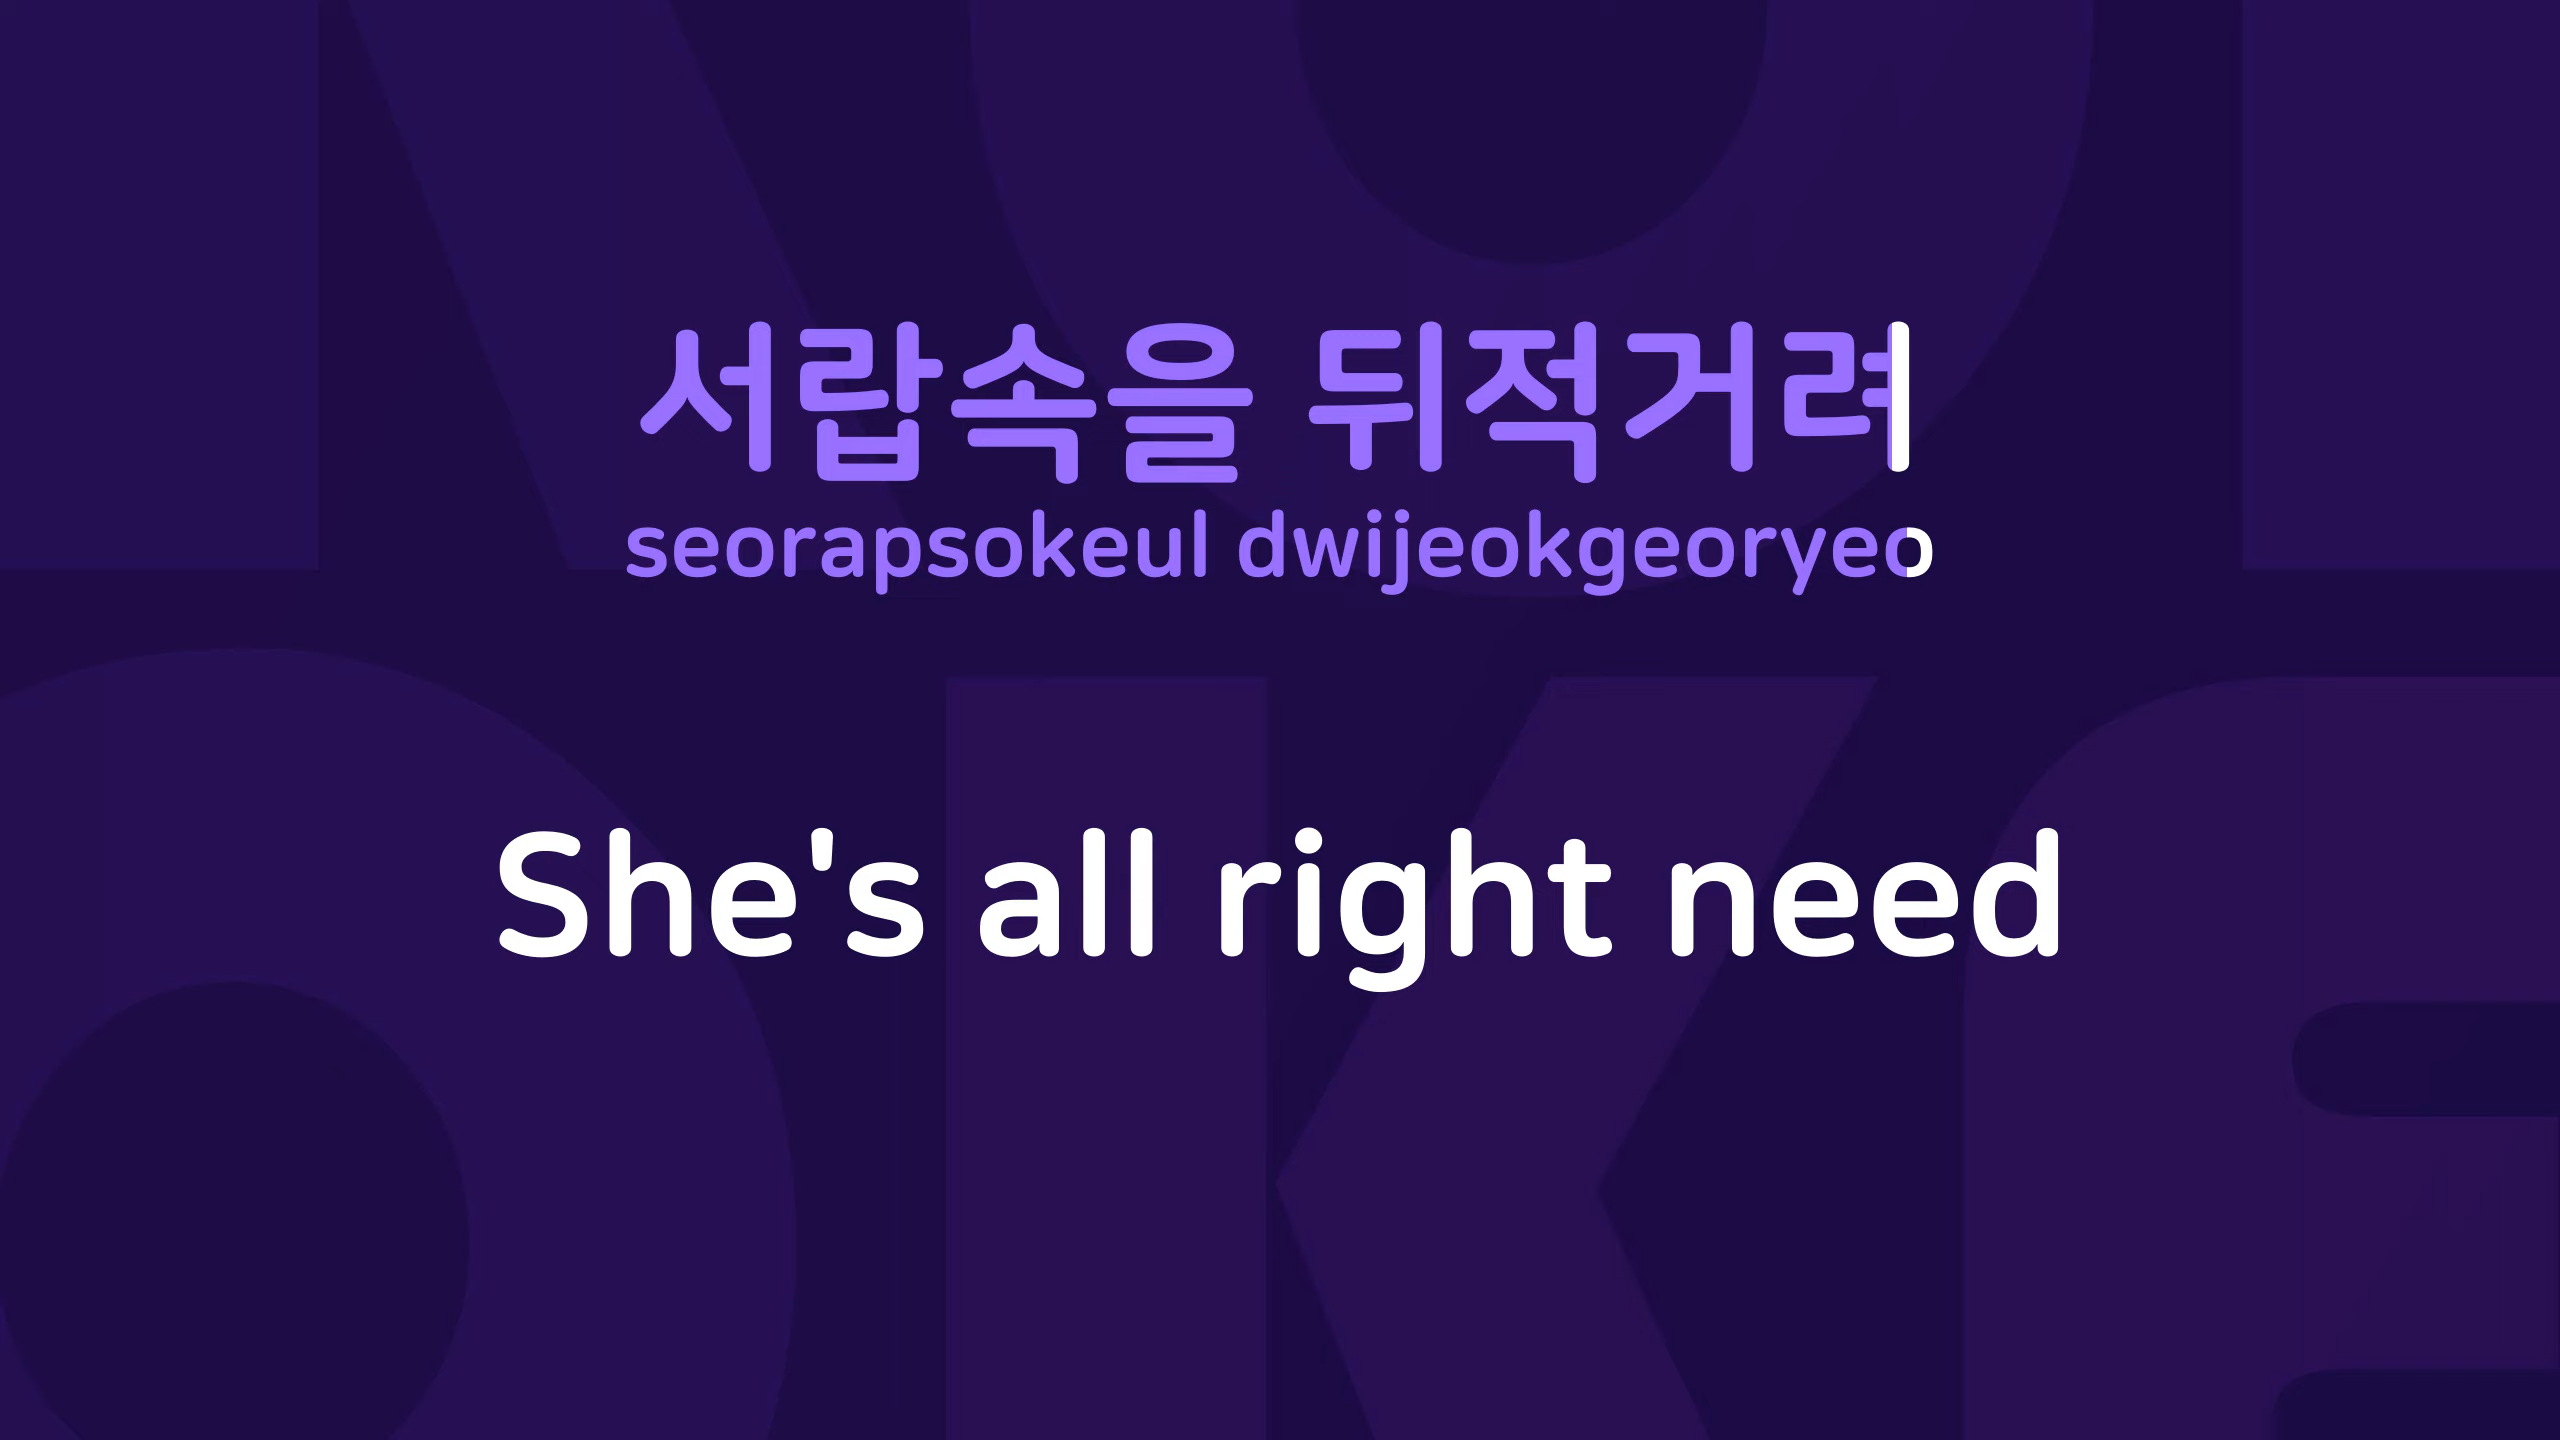 서랍속을 뒤적거려
seorapsokeul dwijeokgeoryeo
She's all right need